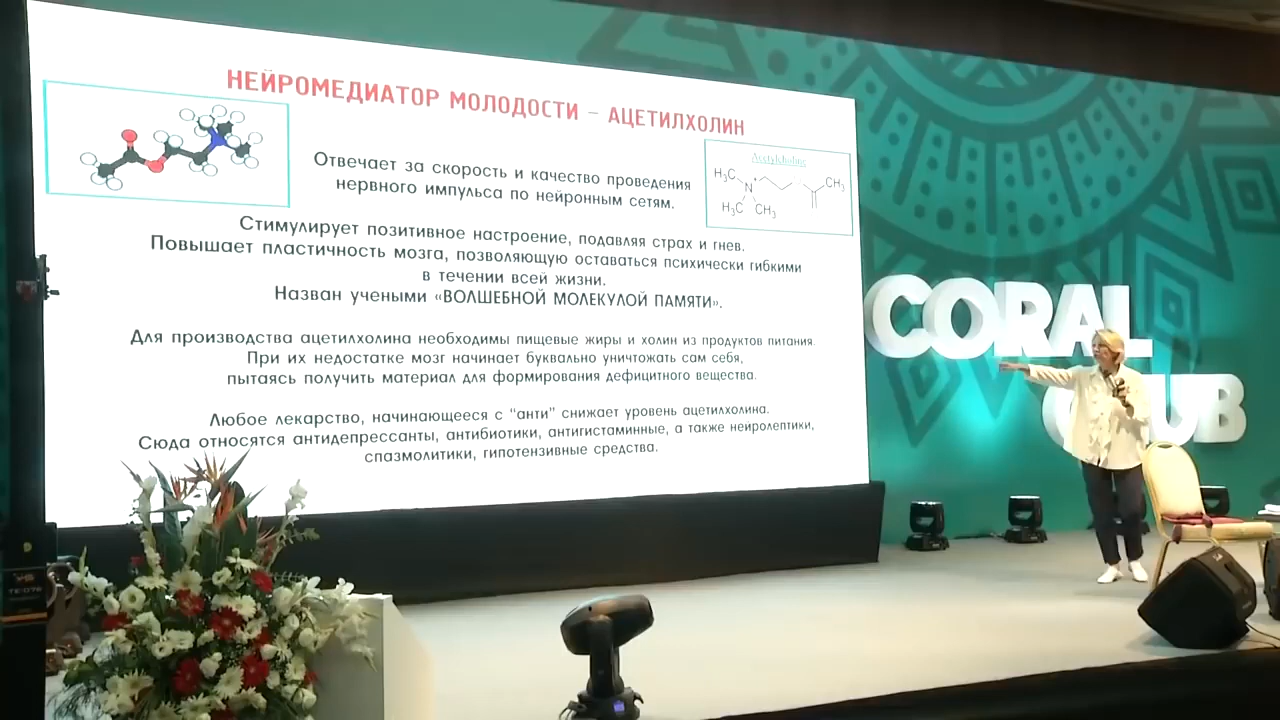 НЕЙРОМЕДИАТОР МОЛОДОСТИ – АЦЕТИЛХОЛИН
Отвечает за скорость и качество проведения
нервного импульса по нейронным сетям.
Acetylcholine
H₃C
N
H₃C
CH₃
CH₃
Стимулирует позитивное настроение, подавляя страх и гнев.
Повышает пластичность мозга, позволяющую оставаться психически гибкими
в течении всей жизни.
Назван учеными «ВОЛШЕБНОЙ МОЛЕКУЛОЙ ПАМЯТИ».
Для производства ацетилхолина необходимы пищевые жиры и холин из продуктов питания.
При их недостатке мозг начинает буквально уничтожать сам себя,
пытаясь получить материал для формирования дефицитного вещества.
Любое лекарство, начинающееся с “анти” снижает уровень ацетилхолина.
Сюда относятся антидепрессанты, антибиотики, антигистаминные, а также нейролептики,
спазмолитики, гипотензивные средства.
CORAL
CLUB